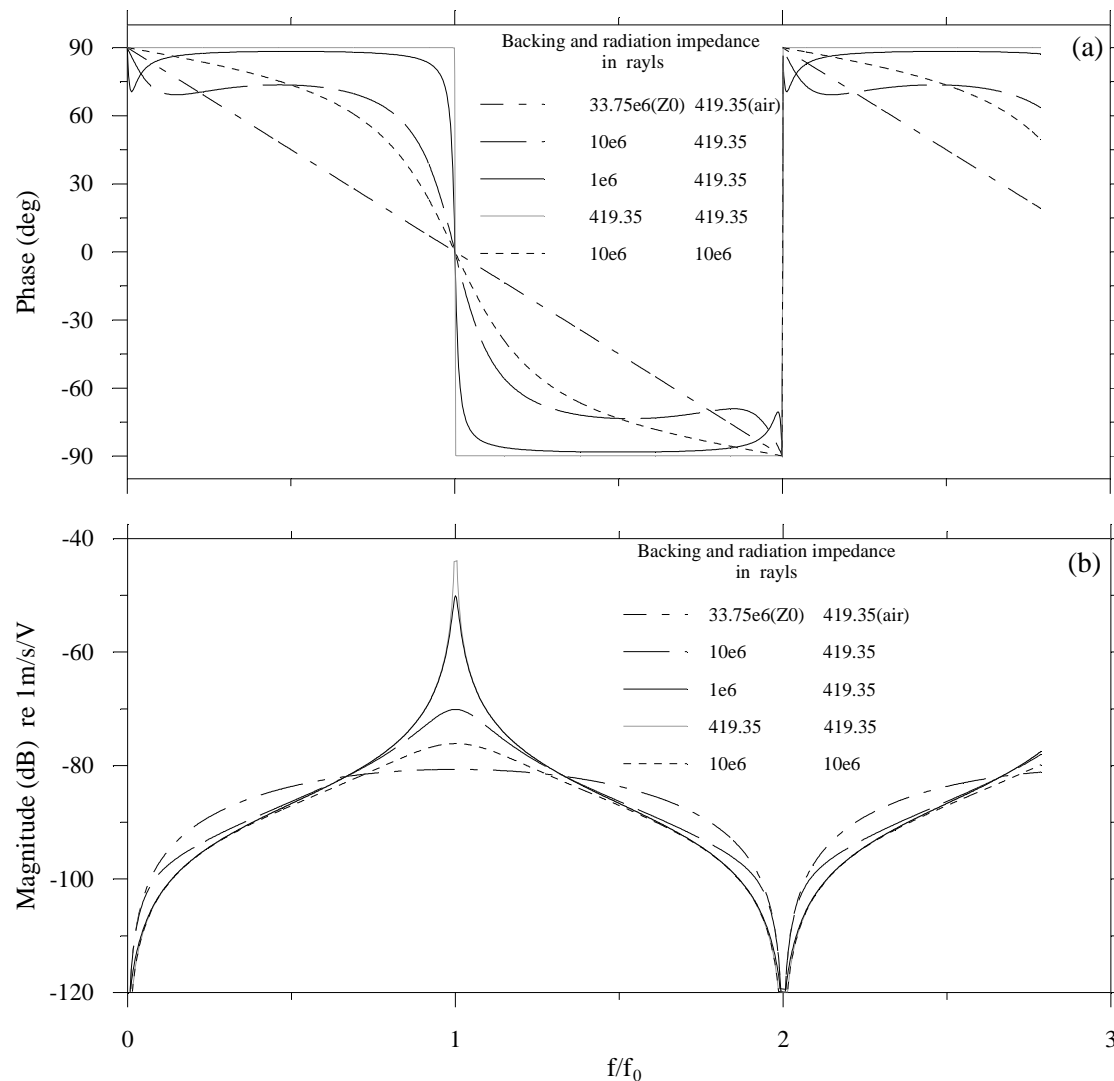 90
60
30
0
-30
-60
-90
Phase (deg)
(a)
Backing and radiation impedance
in rayls
33.75e6(Z0) 419.35(air)
10e6 419.35
1e6 419.35
419.35 419.35
10e6 10e6
-40
-60
-80
-100
-120
Magnitude (dB) re 1m/s/V
(b)
Backing and radiation impedance
in rayls
33.75e6(Z0) 419.35(air)
10e6 419.35
1e6 419.35
419.35 419.35
10e6 10e6
0 1 2 3
f/f0